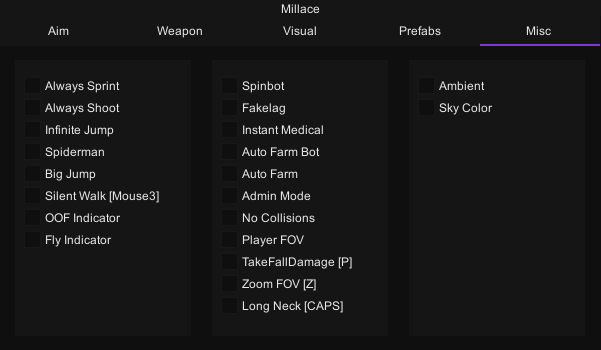 Millace
Aim Weapon Visual Prefabs Misc
Always Sprint
Always Shoot
Infinite Jump
Spiderman
Big Jump
Silent Walk [Mouse3]
OOF Indicator
Fly Indicator
Spinbot
Fakelag
Instant Medical
Auto Farm Bot
Auto Farm
Admin Mode
No Collisions
Player FOV
TakeFallDamage [P]
Zoom FOV [Z]
Long Neck [CAPS]
Ambient
Sky Color